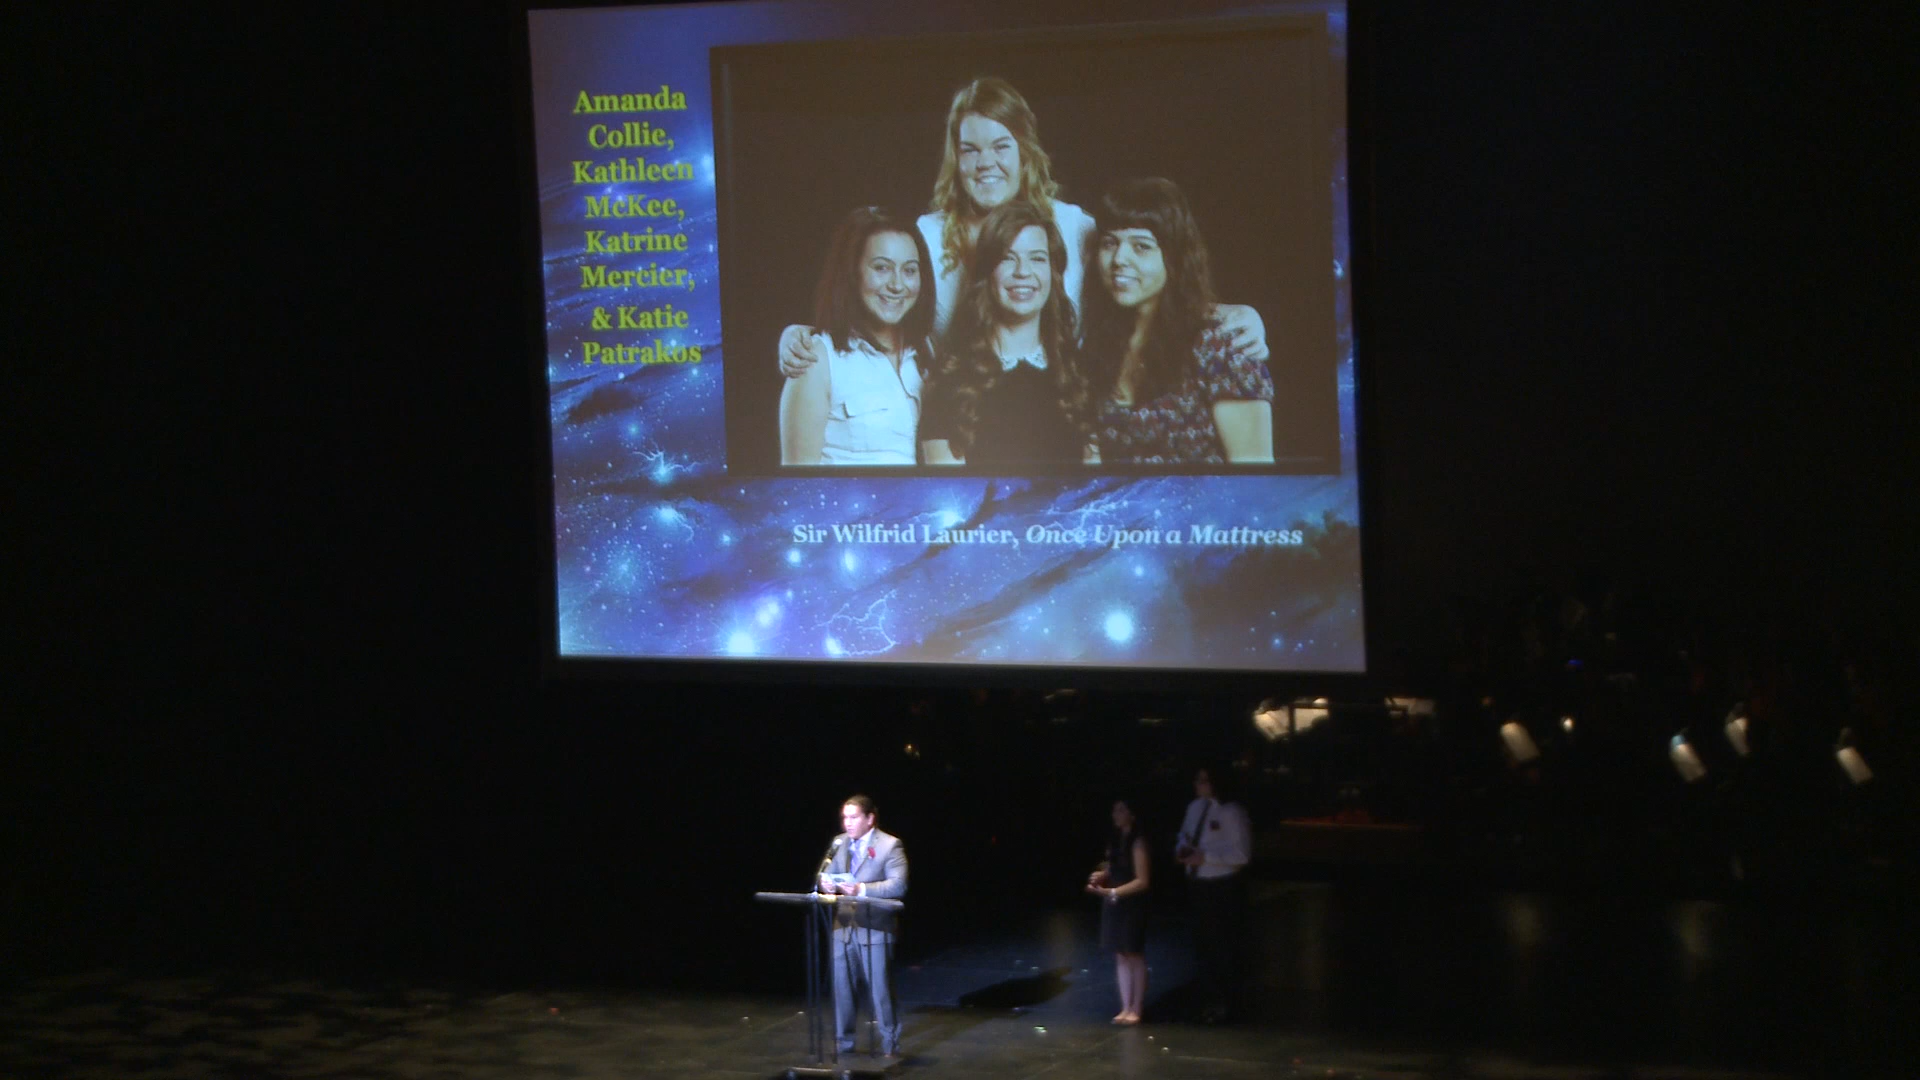 Amanda
Collie,
Kathleen
McKee,
Katrine
Mercier,
& Katie
Patrakos
Sir Wilfrid Laurier, Once Upon a Mattress